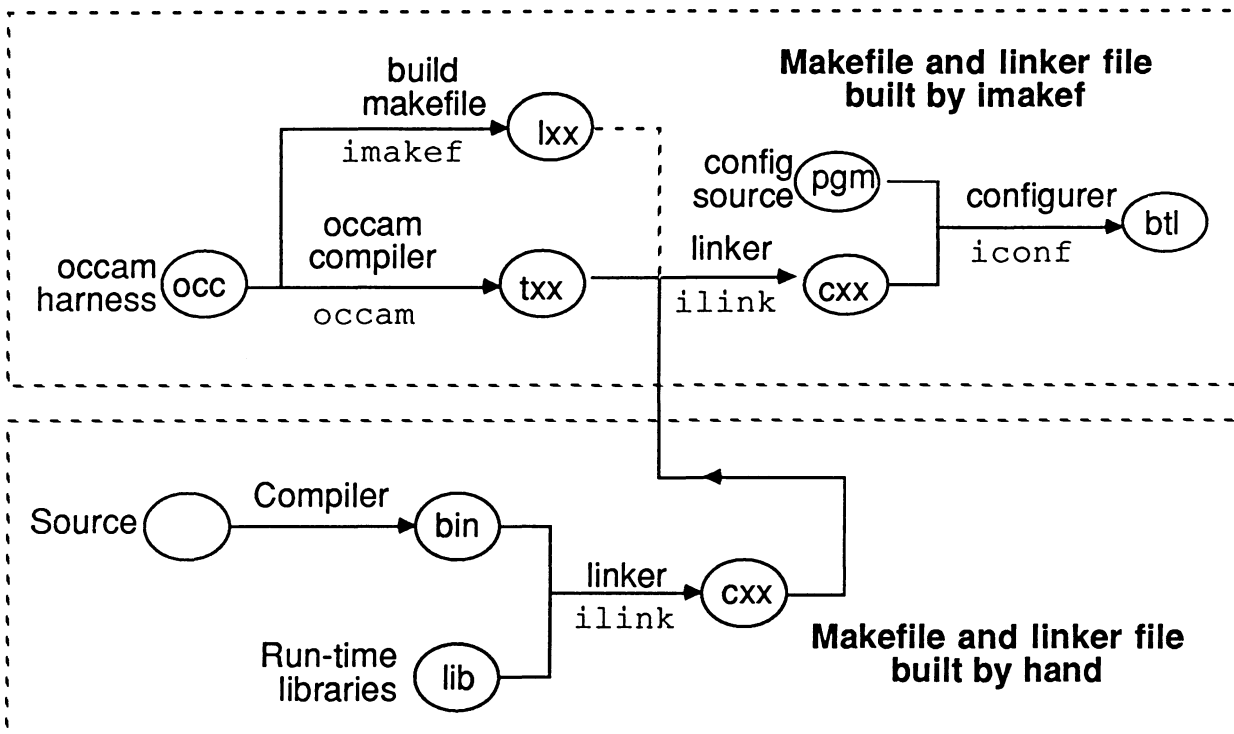 Makefile and linker file
built by imakef
build
makefile
imakef
lxx
config
source
pgm
configurer
iconf
btl
occam
harness
occ
occam
compiler
occam
txx
linker
ilink
cxx
Source
Compiler
bin
linker
ilink
cxx
Run-time
libraries
lib
Makefile and linker file
built by hand